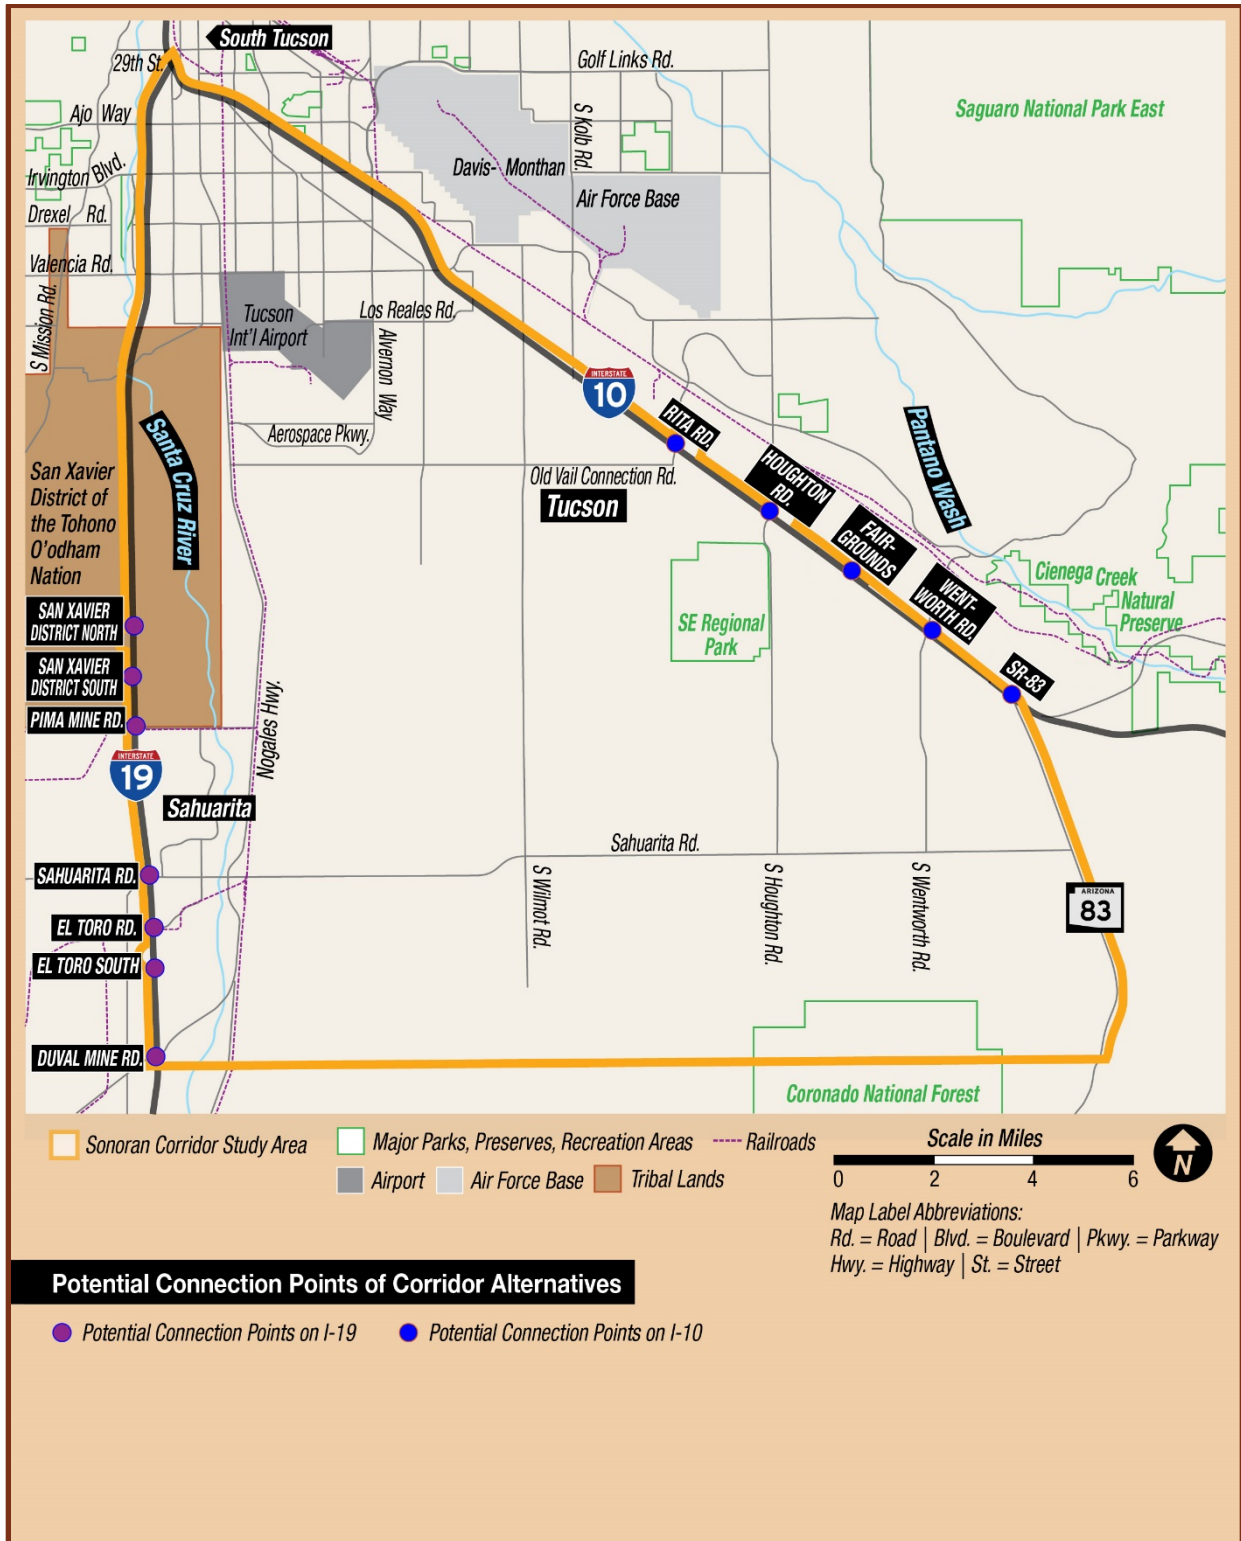 South Tucson
29th St.
Golf Links Rd.
Saguaro National Park East
Ajo Way
S Kolb Rd.
Irvington Blvd.
Davis- Monthan
Air Force Base
Drexel Rd.
Valencia Rd.
S Mission Rd.
Tucson
Int'l Airport
Los Reales Rd.
Alvernon Way
INTERSTATE
10
Aerospace Pkwy.
RITA RD.
Old Vail Connection Rd.
Tucson
HOUGHTON
RD.
Pantano Wash
Santa Cruz River
San Xavier
District of
the Tohono
O'odham
Nation
FAIR-
GROUNDS
WENT-
WORTH RD.
Cienega Creek
Natural
Preserve
SAN XAVIER
DISTRICT NORTH
SE Regional
Park
SAN XAVIER
DISTRICT SOUTH
SR-83
PIMA MINE RD.
Nogales Hwy.
INTERSTATE
19
Sahuarita
Sahuarita Rd.
SAHUARITA RD.
S Wilmot Rd.
S Houghton Rd.
S Wentworth Rd.
ARIZONA
83
EL TORO RD.
EL TORO SOUTH
DUVAL MINE RD.
Coronado National Forest
Sonoran Corridor Study Area
Major Parks, Preserves, Recreation Areas
Railroads
Airport
Air Force Base
Tribal Lands
Scale in Miles
0 2 4 6
N
Map Label Abbreviations:
Rd. = Road | Blvd. = Boulevard | Pkwy. = Parkway
Hwy. = Highway | St. = Street
Potential Connection Points of Corridor Alternatives
Potential Connection Points on I-19
Potential Connection Points on I-10